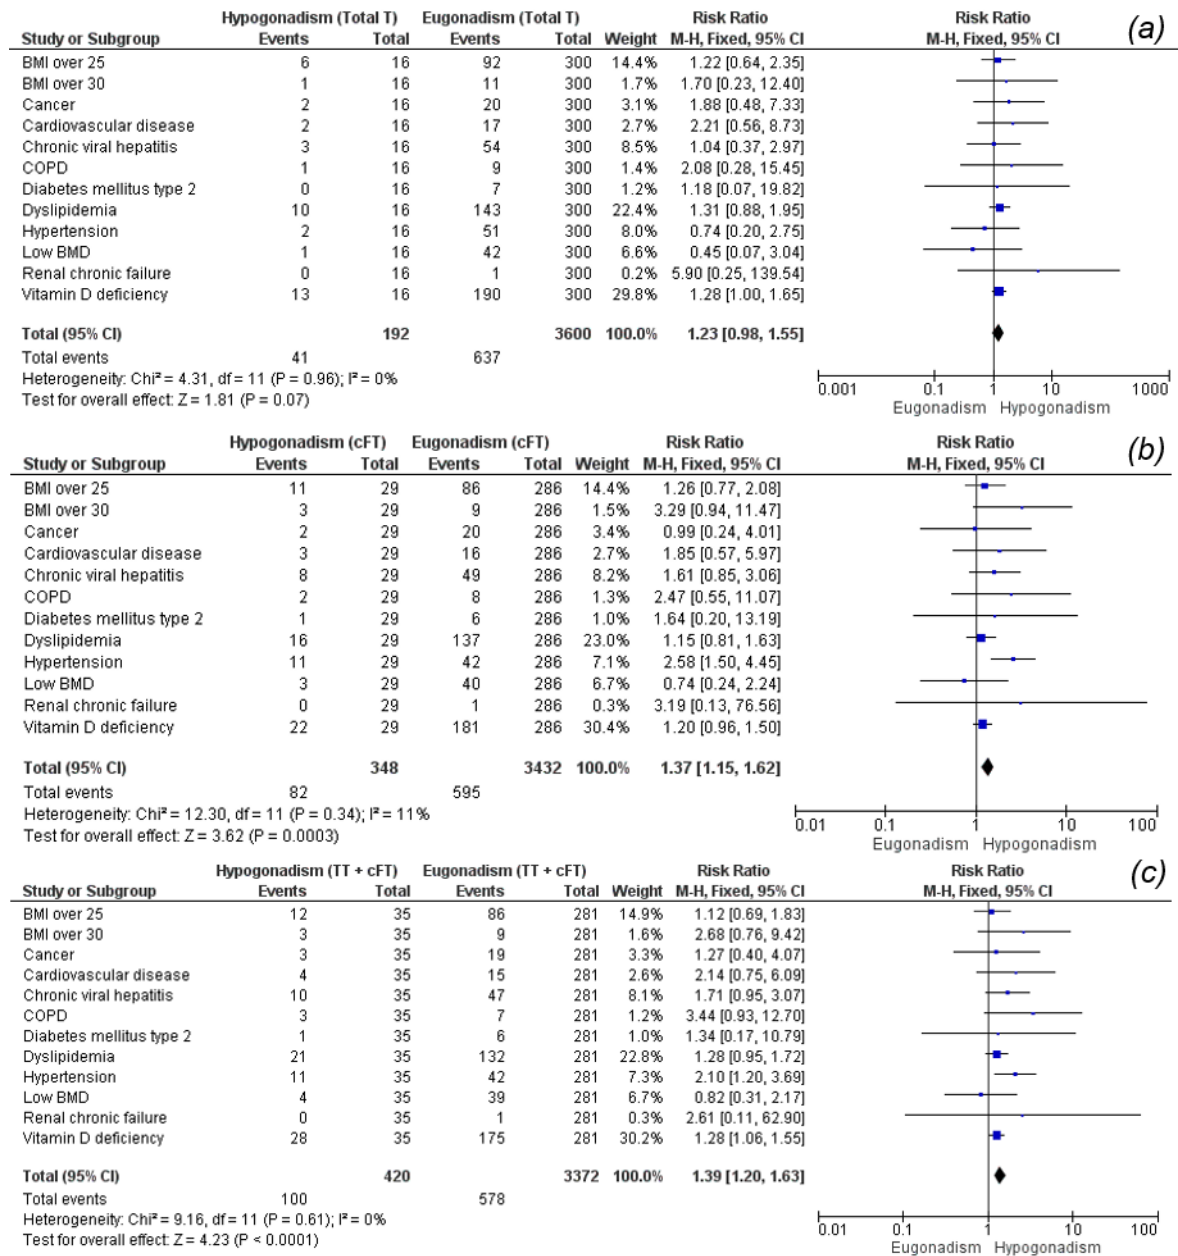 Hypogonadism (Total T) Eugonadism (Total T) Risk Ratio Risk Ratio (a)
Study or Subgroup Events Total Events Total Weight M-H, Fixed, 95% CI M-H, Fixed, 95% CI
BMI over 25 6 16 92 300 14.4% 1.22 [0.64, 2.35]
BMI over 30 1 16 11 300 1.7% 1.70 [0.23, 12.40]
Cancer 2 16 20 300 3.1% 1.88 [0.48, 7.33]
Cardiovascular disease 2 16 17 300 2.7% 2.21 [0.56, 8.73]
Chronic viral hepatitis 3 16 54 300 8.5% 1.04 [0.37, 2.97]
COPD 1 16 9 300 1.4% 2.08 [0.28, 15.45]
Diabetes mellitus type 2 0 16 7 300 1.2% 1.18 [0.07, 19.82]
Dyslipidemia 10 16 143 300 22.4% 1.31 [0.88, 1.95]
Hypertension 2 16 51 300 8.0% 0.74 [0.20, 2.75]
Low BMD 1 16 42 300 6.6% 0.45 [0.07, 3.04]
Renal chronic failure 0 16 1 300 0.2% 5.90 [0.25, 139.54]
Vitamin D deficiency 13 16 190 300 29.8% 1.28 [1.00, 1.65]
Total (95% CI) 192 3600 100.0% 1.23 [0.98, 1.55]
Total events 41 637
Heterogeneity: Chi² = 4.31, df = 11 (P = 0.96); I² = 0%
Test for overall effect: Z = 1.81 (P = 0.07)
0.001 0.1 1 10 1000
Eugonadism Hypogonadism
Hypogonadism (cFT) Eugonadism (cFT) Risk Ratio Risk Ratio (b)
Study or Subgroup Events Total Events Total Weight M-H, Fixed, 95% CI M-H, Fixed, 95% CI
BMI over 25 11 29 86 286 14.4% 1.26 [0.77, 2.08]
BMI over 30 3 29 9 286 1.5% 3.29 [0.94, 11.47]
Cancer 2 29 20 286 3.4% 0.99 [0.24, 4.01]
Cardiovascular disease 3 29 16 286 2.7% 1.85 [0.57, 5.97]
Chronic viral hepatitis 8 29 49 286 8.2% 1.61 [0.85, 3.06]
COPD 2 29 8 286 1.3% 2.47 [0.55, 11.07]
Diabetes mellitus type 2 1 29 6 286 1.0% 1.64 [0.20, 13.19]
Dyslipidemia 16 29 137 286 23.0% 1.15 [0.81, 1.63]
Hypertension 11 29 42 286 7.1% 2.58 [1.50, 4.45]
Low BMD 3 29 40 286 6.7% 0.74 [0.24, 2.24]
Renal chronic failure 0 29 1 286 0.3% 3.19 [0.13, 76.56]
Vitamin D deficiency 22 29 181 286 30.4% 1.20 [0.96, 1.50]
Total (95% CI) 348 3432 100.0% 1.37 [1.15, 1.62]
Total events 82 595
Heterogeneity: Chi² = 12.30, df = 11 (P = 0.34); I² = 11%
Test for overall effect: Z = 3.62 (P = 0.0003)
0.01 0.1 1 10 100
Eugonadism Hypogonadism
Hypogonadism (TT + cFT) Eugonadism (TT + cFT) Risk Ratio Risk Ratio (c)
Study or Subgroup Events Total Events Total Weight M-H, Fixed, 95% CI M-H, Fixed, 95% CI
BMI over 25 12 35 86 281 14.9% 1.12 [0.69, 1.83]
BMI over 30 3 35 9 281 1.6% 2.68 [0.76, 9.42]
Cancer 3 35 19 281 3.3% 1.27 [0.40, 4.07]
Cardiovascular disease 4 35 15 281 2.6% 2.14 [0.75, 6.09]
Chronic viral hepatitis 10 35 47 281 8.1% 1.71 [0.95, 3.07]
COPD 3 35 7 281 1.2% 3.44 [0.93, 12.70]
Diabetes mellitus type 2 1 35 6 281 1.0% 1.34 [0.17, 10.79]
Dyslipidemia 21 35 132 281 22.8% 1.28 [0.95, 1.72]
Hypertension 11 35 42 281 7.3% 2.10 [1.20, 3.69]
Low BMD 4 35 39 281 6.7% 0.82 [0.31, 2.17]
Renal chronic failure 0 35 1 281 0.3% 2.61 [0.11, 62.90]
Vitamin D deficiency 28 35 175 281 30.2% 1.28 [1.06, 1.55]
Total (95% CI) 420 3372 100.0% 1.39 [1.20, 1.63]
Total events 100 578
Heterogeneity: Chi² = 9.16, df = 11 (P = 0.61); I² = 0%
Test for overall effect: Z = 4.23 (P < 0.0001)
0.01 0.1 1 10 100
Eugonadism Hypogonadism